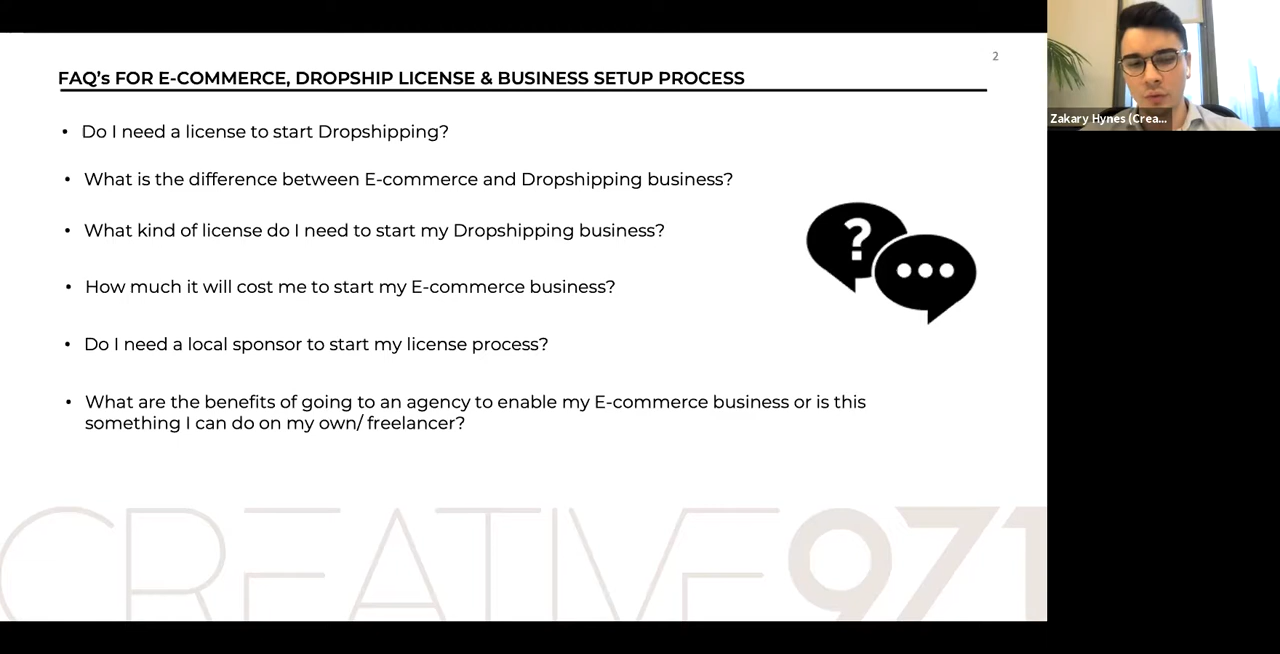 2
FAQ's FOR E-COMMERCE, DROPSHIP LICENSE & BUSINESS SETUP PROCESS
• Do I need a license to start Dropshipping?
• What is the difference between E-commerce and Dropshipping business?
• What kind of license do I need to start my Dropshipping business?
• How much it will cost me to start my E-commerce business?
• Do I need a local sponsor to start my license process?
• What are the benefits of going to an agency to enable my E-commerce business or is this
something I can do on my own/ freelancer?
?
CREATIVE971
Zakary Hynes (Crea...